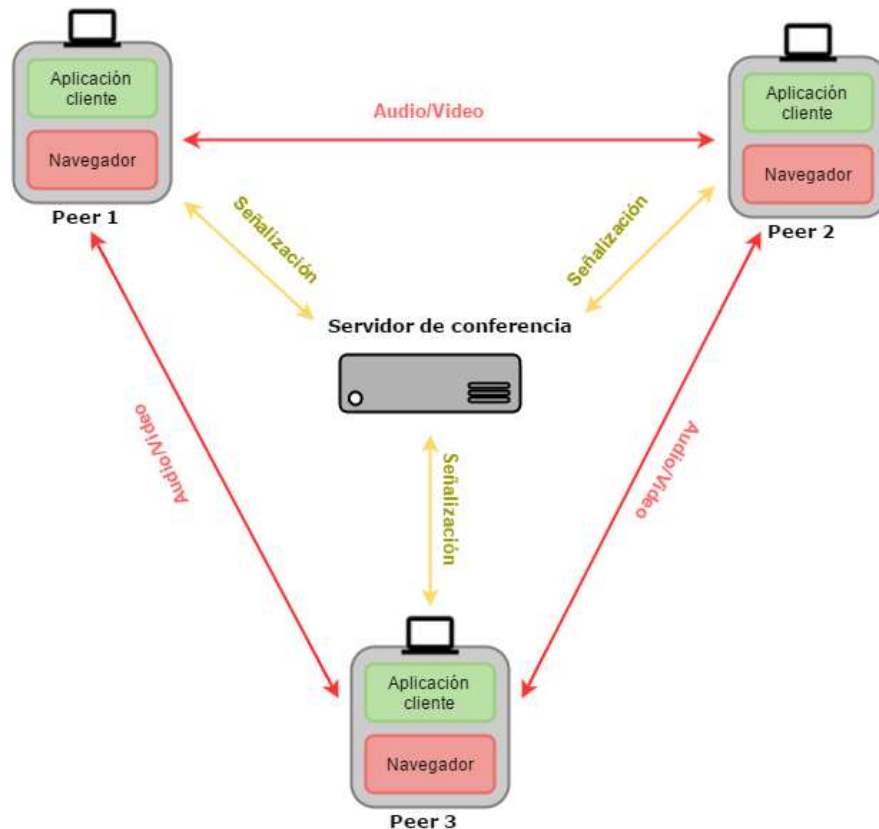 Aplicación
cliente
Navegador
Peer 1
Audio/Video
Aplicación
cliente
Navegador
Peer 2
Señalización
Señalización
Servidor de conferencia
Audio/Video
Señalización
Audio/Video
Aplicación
cliente
Navegador
Peer 3